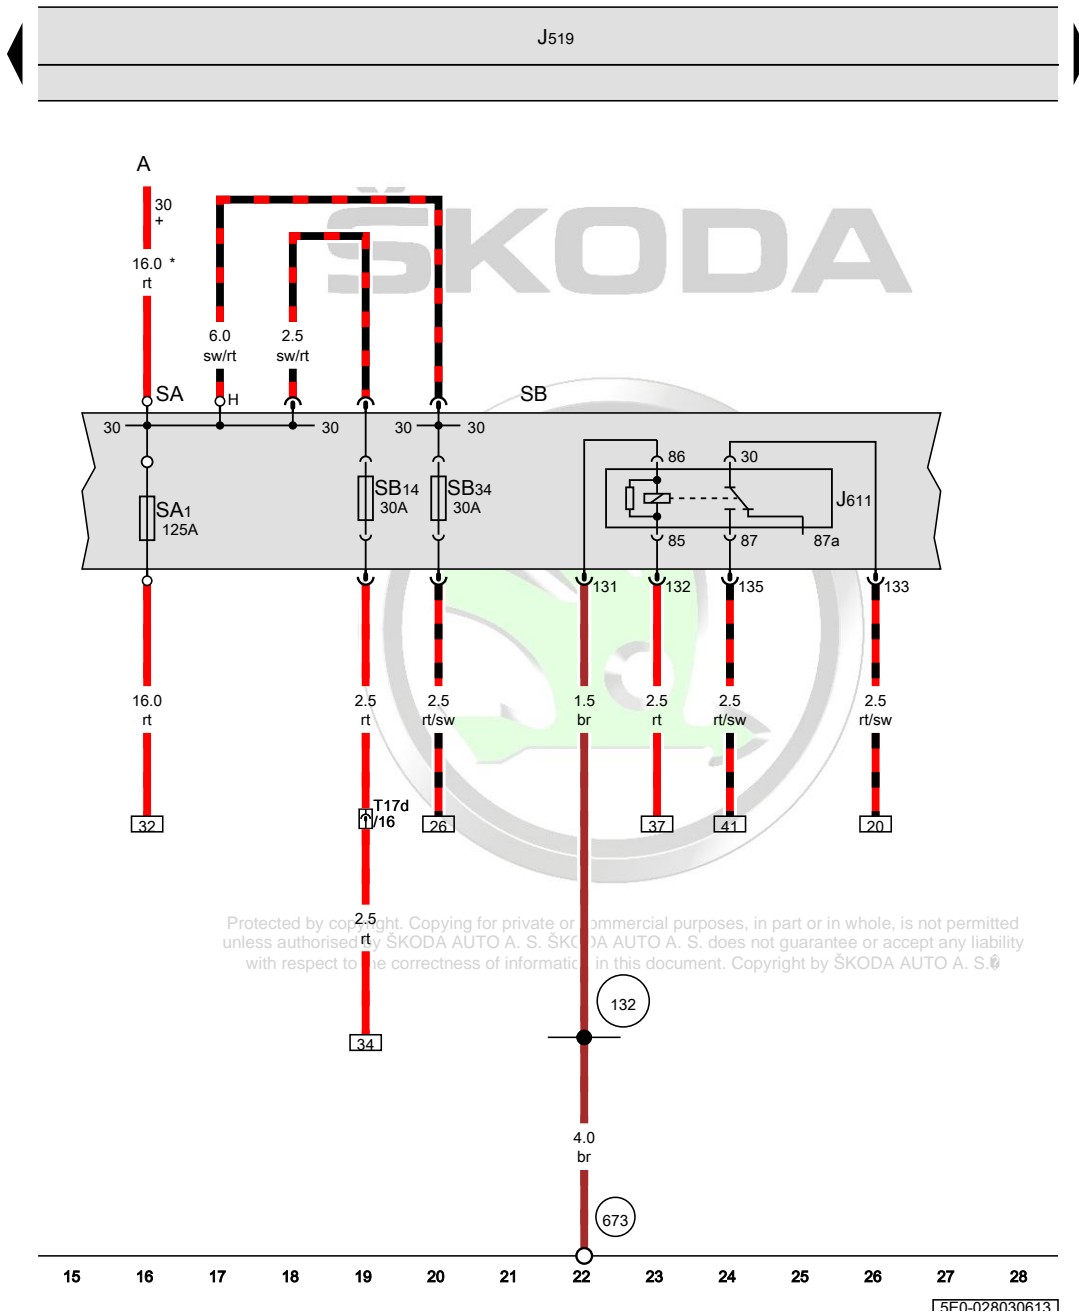 J519
A
30
+
16.0 *
rt
6.0
sw/rt
2.5
sw/rt
ŠKODA
SA
H
SB
30
30
30
30
86
30
SA1
125A
SB14
30A
SB34
30A
J611
85
87
87a
131
132
135
133
16.0
rt
2.5
rt
2.5
rt/sw
1.5
br
2.5
rt
2.5
rt/sw
2.5
rt/sw
32
T17d
/16
26
37
41
20
Protected by copyright. Copying for private or commercial purposes, in part or in whole, is not permitted
unless authorised by ŠKODA AUTO A. S. ŠKODA AUTO A. S. does not guarantee or accept any liability
with respect to the correctness of information in this document. Copyright by ŠKODA AUTO A. S.�
2.5
rt
132
34
4.0
br
673
15 16 17 18 19 20 21 22 23 24 25 26 27 28
5E0-028030613